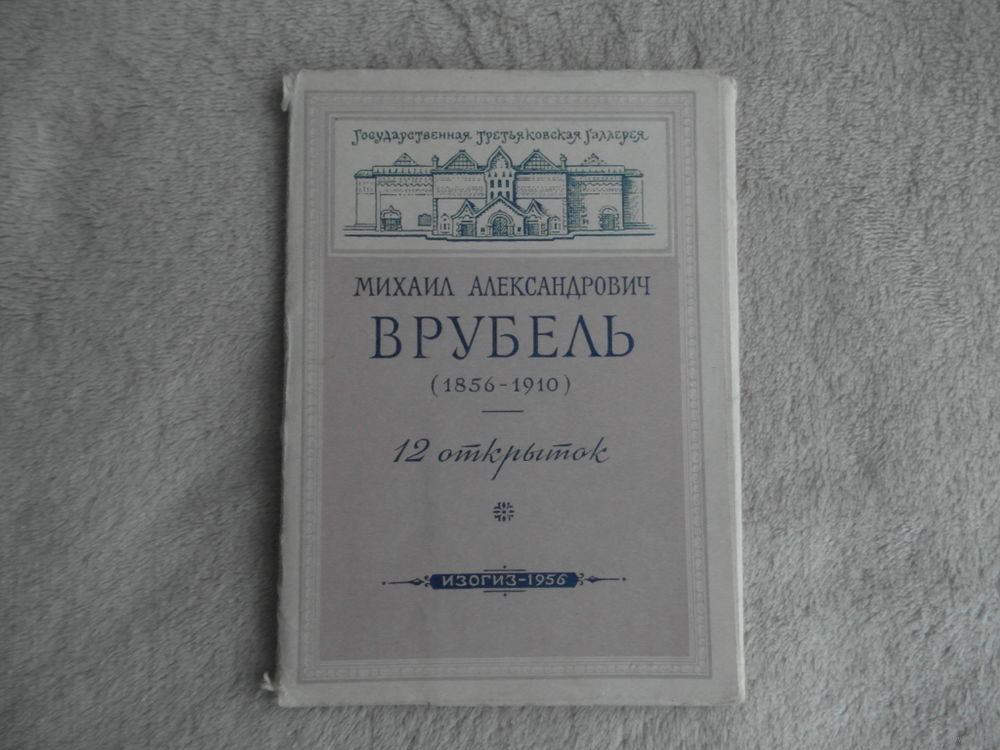 Государственная Третьяковская Галлерея
МИХАИЛ АЛЕКСАНДРОВИЧ
ВРУБЕЛЬ
(1856-1910)
12 открыток
ИЗОГИЗ-1956